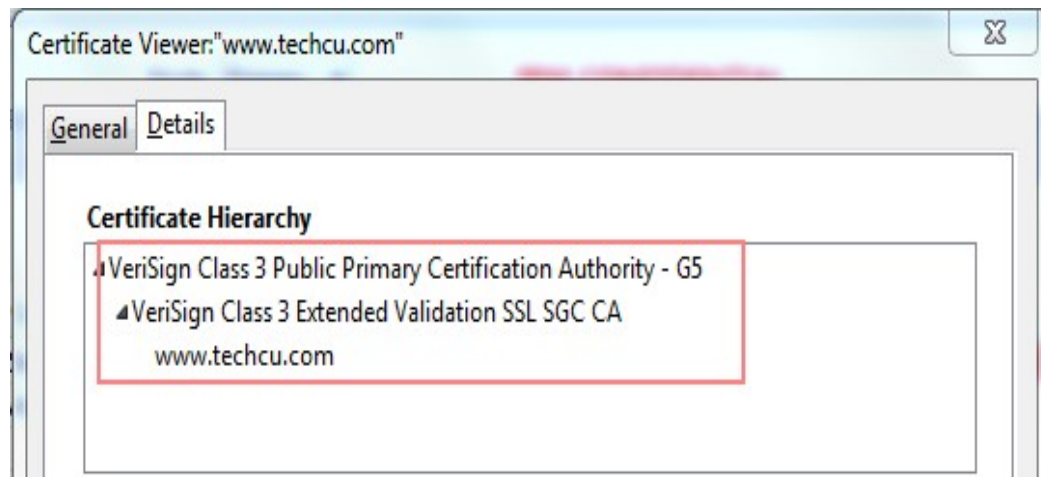 Certificate Viewer:"www.techcu.com"
General Details
Certificate Hierarchy
VeriSign Class 3 Public Primary Certification Authority - G5
VeriSign Class 3 Extended Validation SSL SGC CA
www.techcu.com